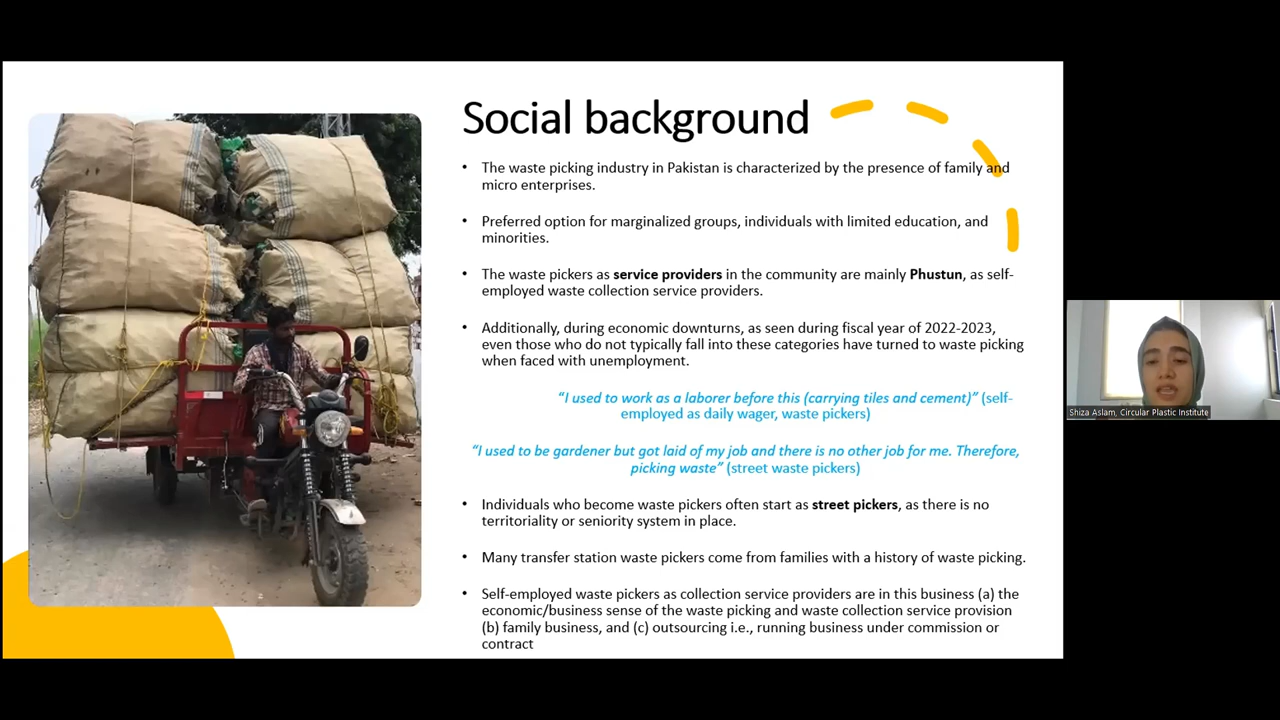 Social background
• The waste picking industry in Pakistan is characterized by the presence of family and
micro enterprises.
• Preferred option for marginalized groups, individuals with limited education, and
minorities.
• The waste pickers as service providers in the community are mainly Phustun, as self-
employed waste collection service providers.
• Additionally, during economic downturns, as seen during fiscal year of 2022-2023,
even those who do not typically fall into these categories have turned to waste picking
when faced with unemployment.
“I used to work as a laborer before this (carrying tiles and cement)” (self-
employed as daily wager, waste pickers)
“I used to be gardener but got laid of my job and there is no other job for me. Therefore,
picking waste” (street waste pickers)
• Individuals who become waste pickers often start as street pickers, as there is no
territoriality or seniority system in place.
• Many transfer station waste pickers come from families with a history of waste picking.
• Self-employed waste pickers as collection service providers are in this business (a) the
economic/business sense of the waste picking and waste collection service provision
(b) family business, and (c) outsourcing i.e., running business under commission or
contract
Shiza Aslam, Circular Plastic Institute